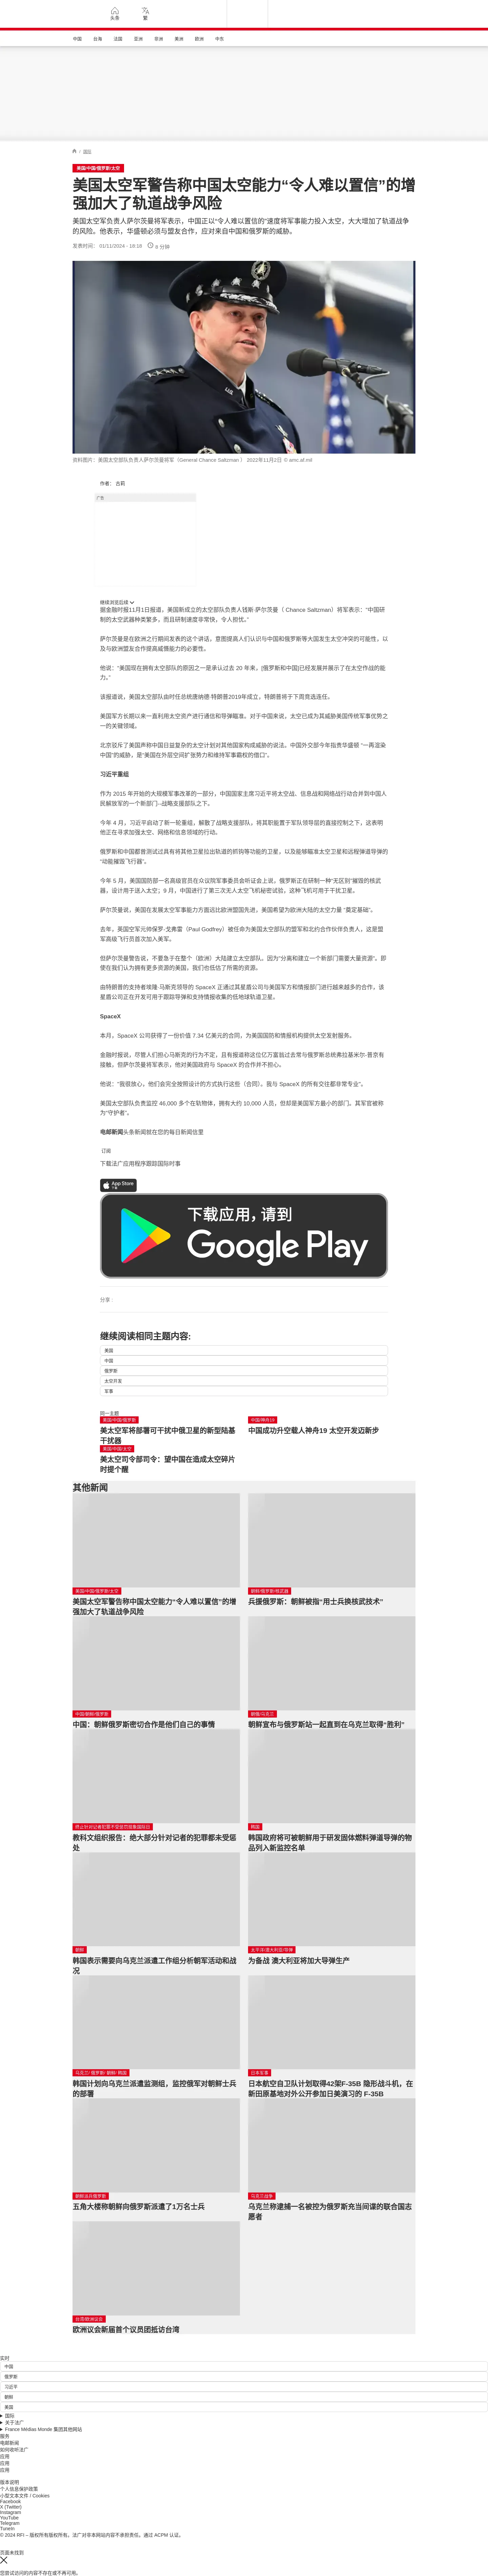 头条
繁
中国 台海 法国 亚洲 非洲 美洲 欧洲 中东
/ 国际
美国/中国/俄罗斯/太空
美国太空军警告称中国太空能力“令人难以置信”的增
强加大了轨道战争风险
美国太空军负责人萨尔茨曼将军表示，中国正以“令人难以置信的”速度将军事能力投入太空，大大增加了轨道战争
的风险。他表示，华盛顿必须与盟友合作，应对来自中国和俄罗斯的威胁。
发表时间： 01/11/2024 - 18:18 8 分钟
资料图片：美国太空部队负责人萨尔茨曼将军（General Chance Saltzman ）2022年11月2日 © amc.af.mil
作者： 古莉
广告
继续浏览后续
据金融时报11月1日报道，美国新成立的太空部队负责人钱斯·萨尔茨曼（ Chance Saltzman）将军表示：“中国研
制的太空武器种类繁多，而且研制速度非常快，令人担忧。”
萨尔茨曼是在欧洲之行期间发表的这个讲话，意图提高人们认识与中国和俄罗斯等大国发生太空冲突的可能性，以
及与欧洲盟友合作提高威慑能力的必要性。
他说：“美国现在拥有太空部队的原因之一是承认过去 20 年来，[俄罗斯和中国]已经发展并展示了在太空作战的能
力。”
该报道说，美国太空部队由时任总统唐纳德·特朗普2019年成立，特朗普将于下周竞选连任。
美国军方长期以来一直利用太空资产进行通信和导弹瞄准。对于中国来说，太空已成为其威胁美国传统军事优势之
一的关键领域。
北京驳斥了美国声称中国日益复杂的太空计划对其他国家构成威胁的说法。中国外交部今年指责华盛顿 “一再渲染
中国”的威胁，是“美国在外层空间扩张势力和维持军事霸权的借口”。
习近平重组
作为 2015 年开始的大规模军事改革的一部分，中国国家主席习近平将太空战、信息战和网络战行动合并到中国人
民解放军的一个新部门--战略支援部队之下。
今年 4 月，习近平启动了新一轮重组，解散了战略支援部队，将其职能置于军队领导层的直接控制之下，这表明
他正在寻求加强太空、网络和信息领域的行动。
俄罗斯和中国都曾测试过具有将其他卫星拉出轨道的抓钩等功能的卫星，以及能够瞄准太空卫星和远程弹道导弹的
“动能摧毁飞行器”。
今年 5 月，美国国防部一名高级官员在众议院军事委员会听证会上说，俄罗斯正在研制一种“无区别”摧毁的核武
器，设计用于进入太空；9 月，中国进行了第三次无人太空飞机秘密试验，这种飞机可用于干扰卫星。
萨尔茨曼说，美国在发展太空军事能力方面远比欧洲盟国先进，美国希望为欧洲大陆的太空力量 “奠定基础”。
去年，英国空军元帅保罗·戈弗雷（Paul Godfrey）被任命为美国太空部队的盟军和北约合作伙伴负责人，这是盟
军高级飞行员首次加入美军。
但萨尔茨曼警告说，不要急于在整个（欧洲）大陆建立太空部队。因为“分离和建立一个新部门需要大量资源”。即
使在我们认为拥有更多资源的美国，我们也低估了所需的资源。
由特朗普的支持者埃隆·马斯克领导的 SpaceX 正通过其星盾公司与美国军方和情报部门进行越来越多的合作，该
星盾公司正在开发可用于跟踪导弹和支持情报收集的低地球轨道卫星。
SpaceX
本月，SpaceX 公司获得了一份价值 7.34 亿美元的合同，为美国国防和情报机构提供太空发射服务。
金融时报说，尽管人们担心马斯克的行为不定，且有报道称这位亿万富翁过去常与俄罗斯总统弗拉基米尔-普京有
接触，但萨尔茨曼将军表示，他对美国政府与 SpaceX 的合作并不担心。
他说：“我很放心，他们会完全按照设计的方式执行这些（合同）。我与 SpaceX 的所有交往都非常专业”。
美国太空部队负责监控 46,000 多个在轨物体，拥有大约 10,000 人员，但却是美国军方最小的部门。其军官被称
为“守护者”。
电邮新闻头条新闻就在您的每日新闻信里
订阅
下载法广应用程序跟踪国际时事
App Store
下载应用，请到
Google Play
分享 :
继续阅读相同主题内容:
美国
中国
俄罗斯
太空开发
军事
同一主题
美国/中国/俄罗斯
美太空军将部署可干扰中俄卫星的新型陆基
干扰器
中国/神舟19
中国成功升空载人神舟19 太空开发迈新步
美国/中国/太空
美太空司令部司令：望中国在造成太空碎片
时提个醒
其他新闻
美国/中国/俄罗斯/太空
美国太空军警告称中国太空能力“令人难以置信”的增
强加大了轨道战争风险
朝鲜/俄罗斯/核武器
兵援俄罗斯：朝鲜被指“用士兵换核武技术”
中国/朝鲜/俄罗斯
中国：朝鲜俄罗斯密切合作是他们自己的事情
朝俄/乌克兰
朝鲜宣布与俄罗斯站一起直到在乌克兰取得“胜利”
终止针对记者犯罪不受惩罚现象国际日
教科文组织报告：绝大部分针对记者的犯罪都未受惩
处
韩国
韩国政府将可被朝鲜用于研发固体燃料弹道导弹的物
品列入新监控名单
朝鲜
韩国表示需要向乌克兰派遣工作组分析朝军活动和战
况
太平洋/澳大利亚/导弹
为备战 澳大利亚将加大导弹生产
乌克兰/ 俄罗斯/ 朝鲜/ 韩国
韩国计划向乌克兰派遣监测组，监控俄军对朝鲜士兵
的部署
日本军事
日本航空自卫队计划取得42架F-35B 隐形战斗机，在
新田原基地对外公开参加日美演习的 F-35B
朝鲜派兵俄罗斯
五角大楼称朝鲜向俄罗斯派遣了1万名士兵
乌克兰战争
乌克兰称逮捕一名被控为俄罗斯充当间谍的联合国志
愿者
台湾/欧洲议会
欧洲议会新届首个议员团抵访台湾
实时
中国
俄罗斯
习近平
朝鲜
美国
国际
关于法广
France Médias Monde 集团其他网站
服务
电邮新闻
如何收听法广
应用
应用
应用
版本说明
个人信息保护政策
小型文本文件 / Cookies
Facebook
X (Twitter)
Instagram
YouTube
Telegram
TuneIn
© 2024 RFI – 版权所有版权所有。法广对非本网站内容不承担责任。通过 ACPM 认证。
页面未找到
您尝试访问的内容不存在或不再可用。